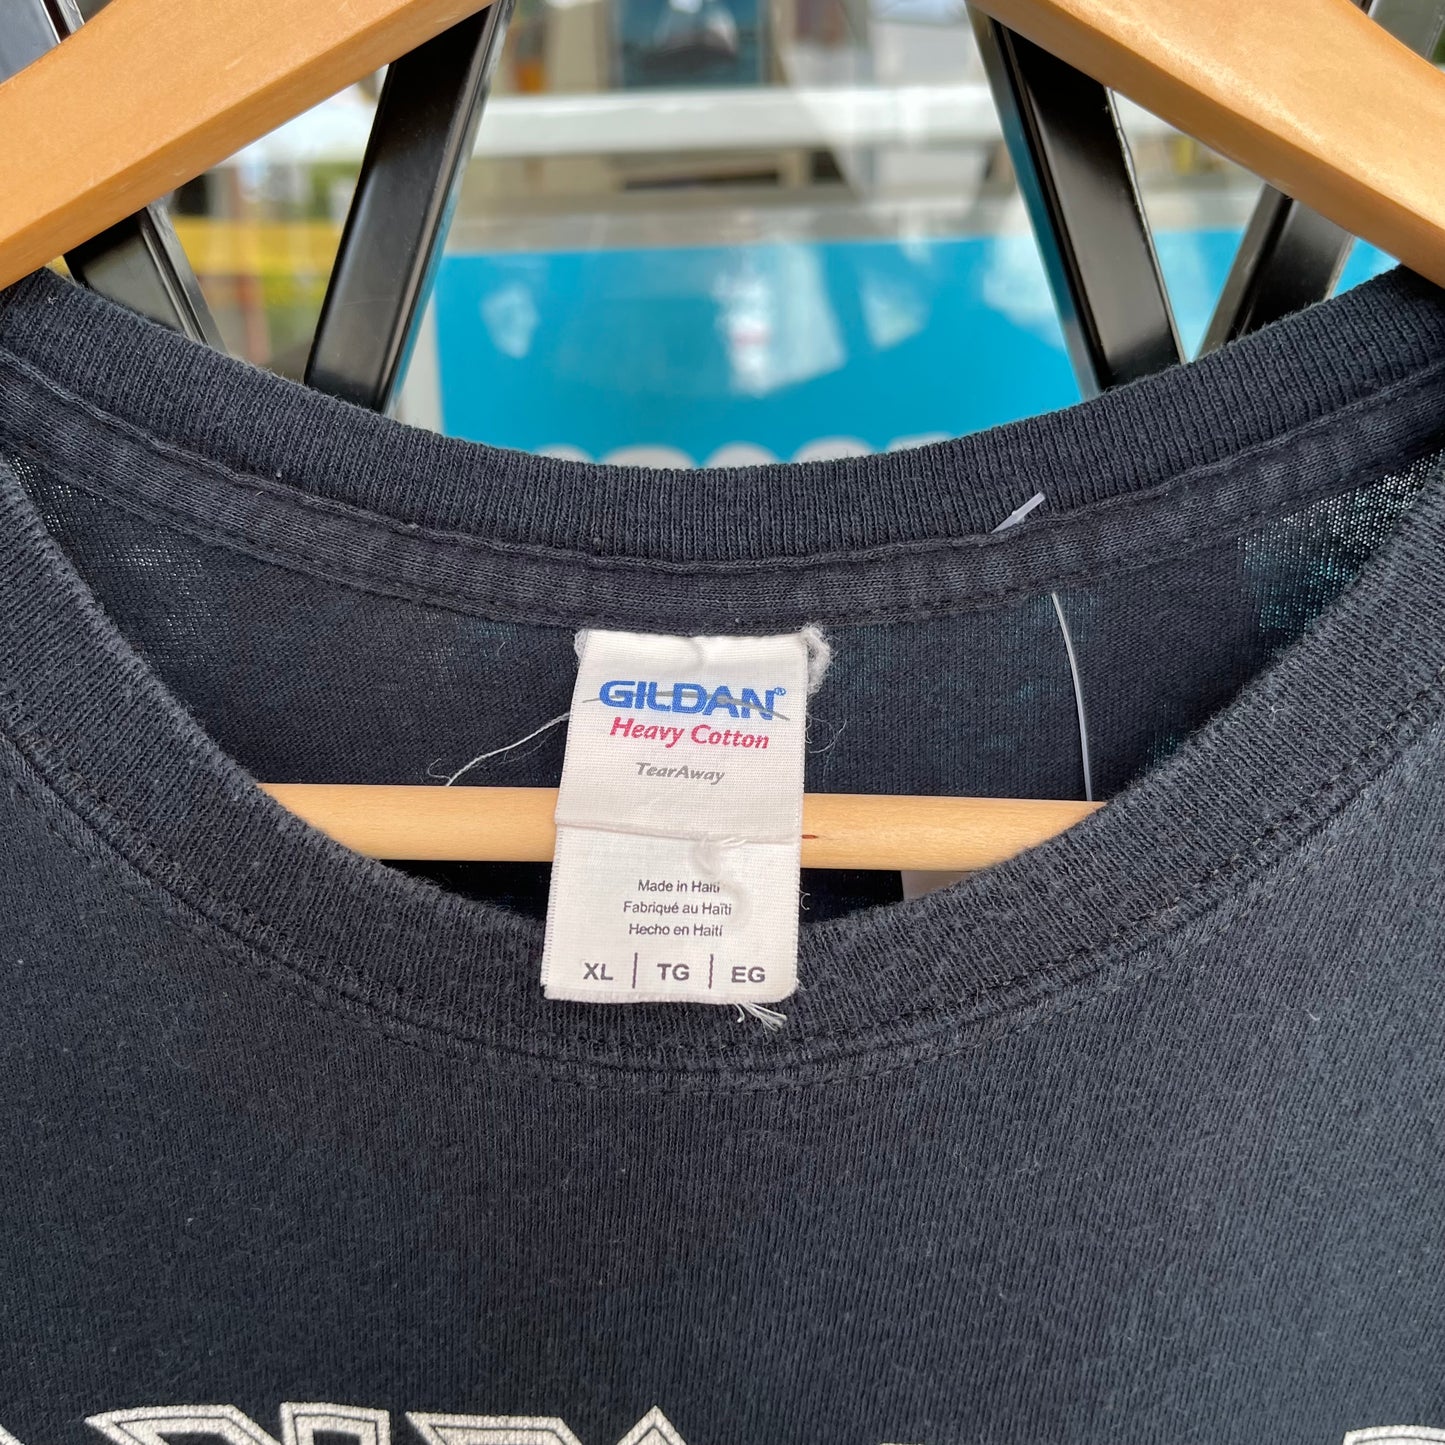 GILDAN®
Heavy Cotton
TearAway
Made in Haiti
Fabriqué au Haïti
Hecho en Haití
XL | TG | EG